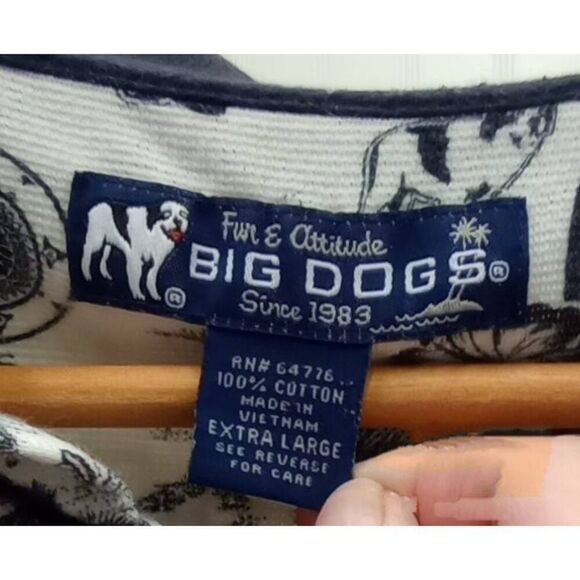 Fun & Attitude
BIG DOGS®
Since 1983
®
RN# 64776
100% COTTON
MADE IN
VIETNAM
EXTRA LARGE
SEE REVERSE
FOR CARE